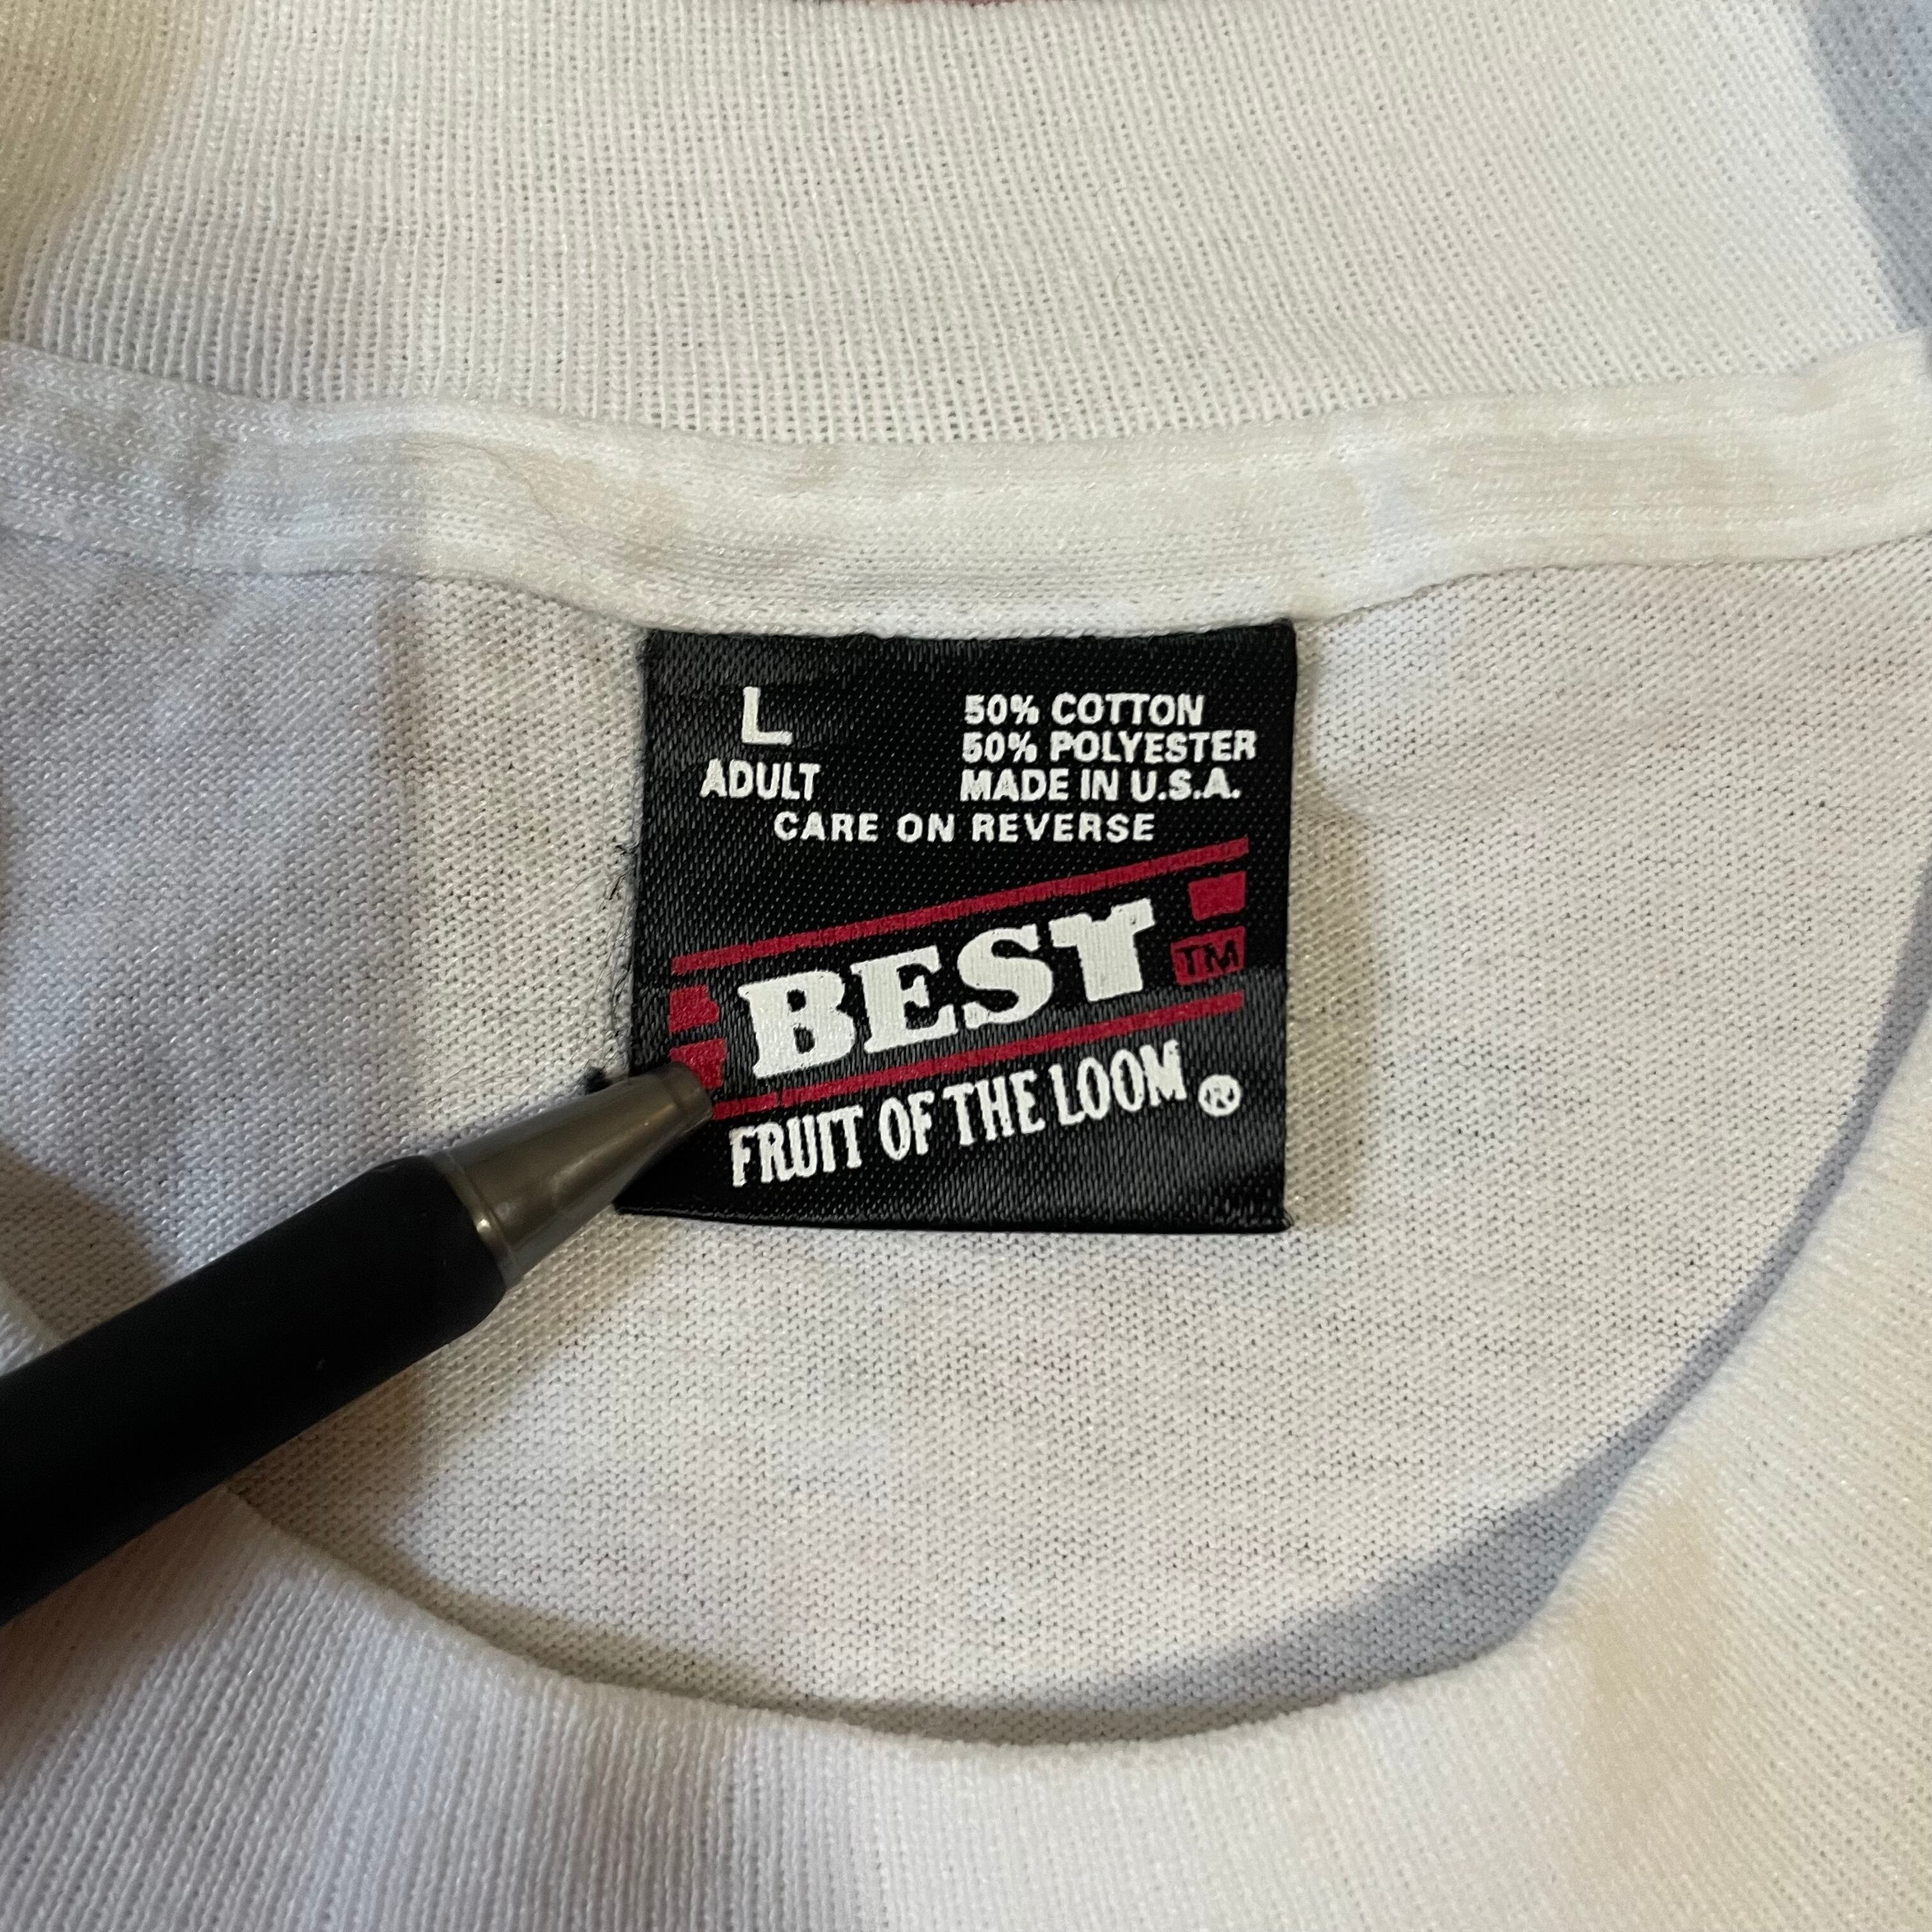 L
ADULT
50% COTTON
50% POLYESTER
MADE IN U.S.A.
CARE ON REVERSE
BEST TM
FRUIT OF THE LOOM ®